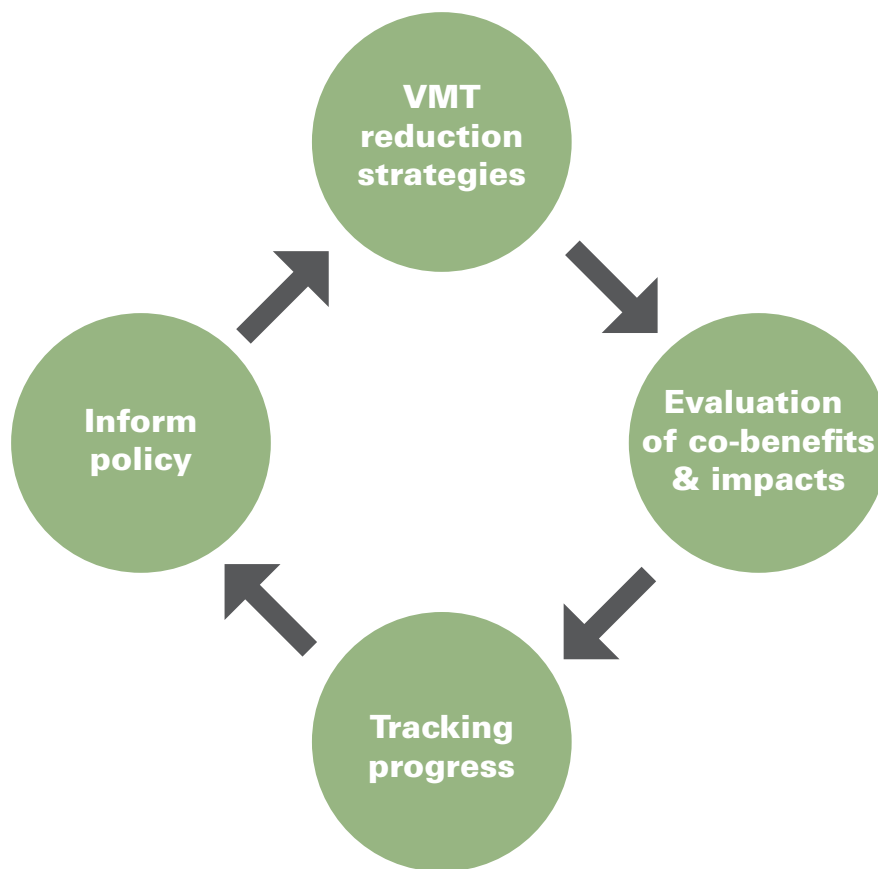 VMT
reduction
strategies
Evaluation
of co-benefits
& impacts
Tracking
progress
Inform
policy